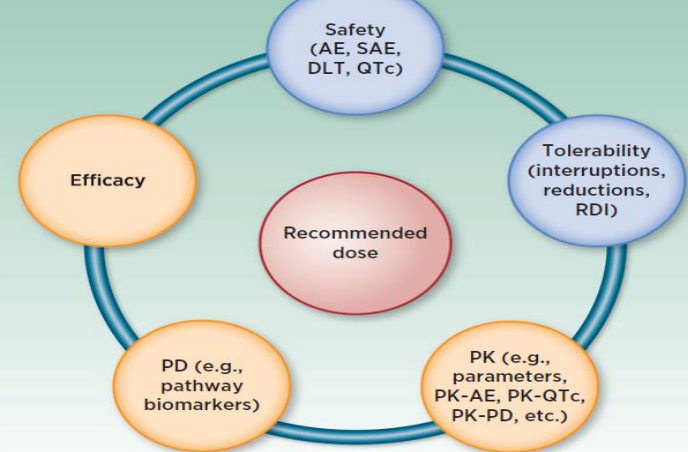 Safety
(AE, SAE,
DLT, QTc)
Efficacy
Tolerability
(interruptions,
reductions,
RDI)
Recommended
dose
PD (e.g.,
pathway
biomarkers)
PK (e.g.,
parameters,
PK-AE, PK-QTc,
PK-PD, etc.)